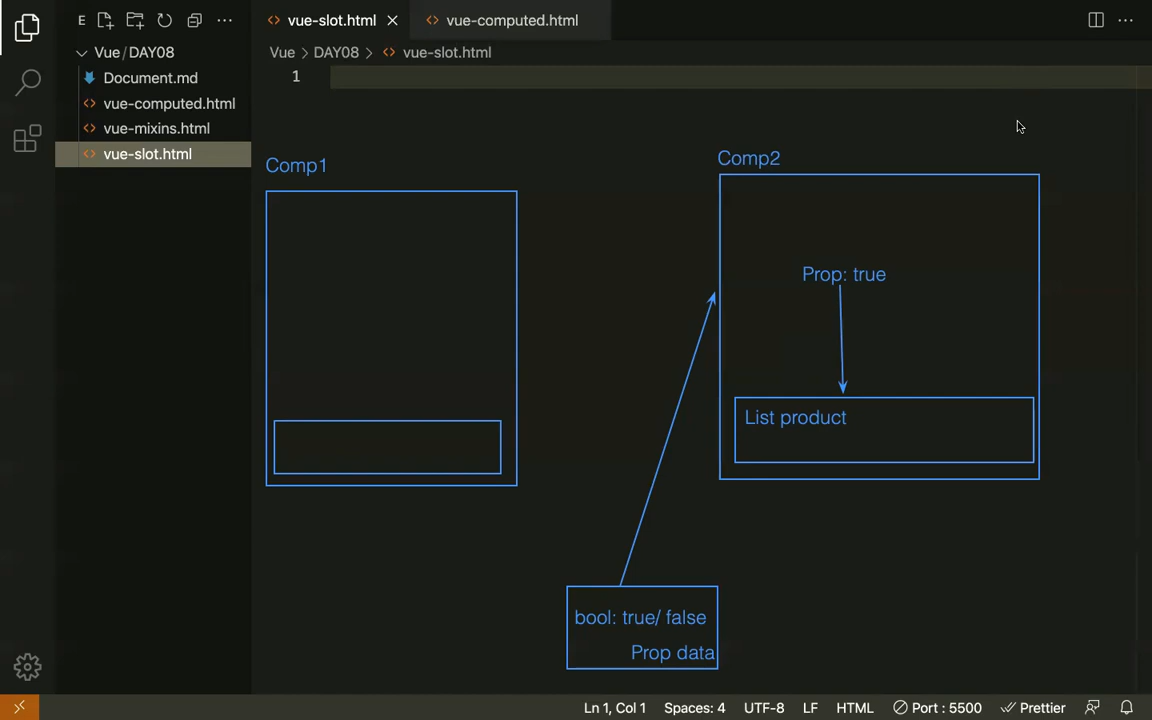 E
vue-slot.html
vue-computed.html
Vue/DAY08
Vue > DAY08 > vue-slot.html
Document.md
1
vue-computed.html
vue-mixins.html
vue-slot.html
Comp1
Comp2
Prop: true
List product
bool: true/ false
Prop data
Ln 1, Col 1
Spaces: 4
UTF-8
LF
HTML
Port : 5500
Prettier